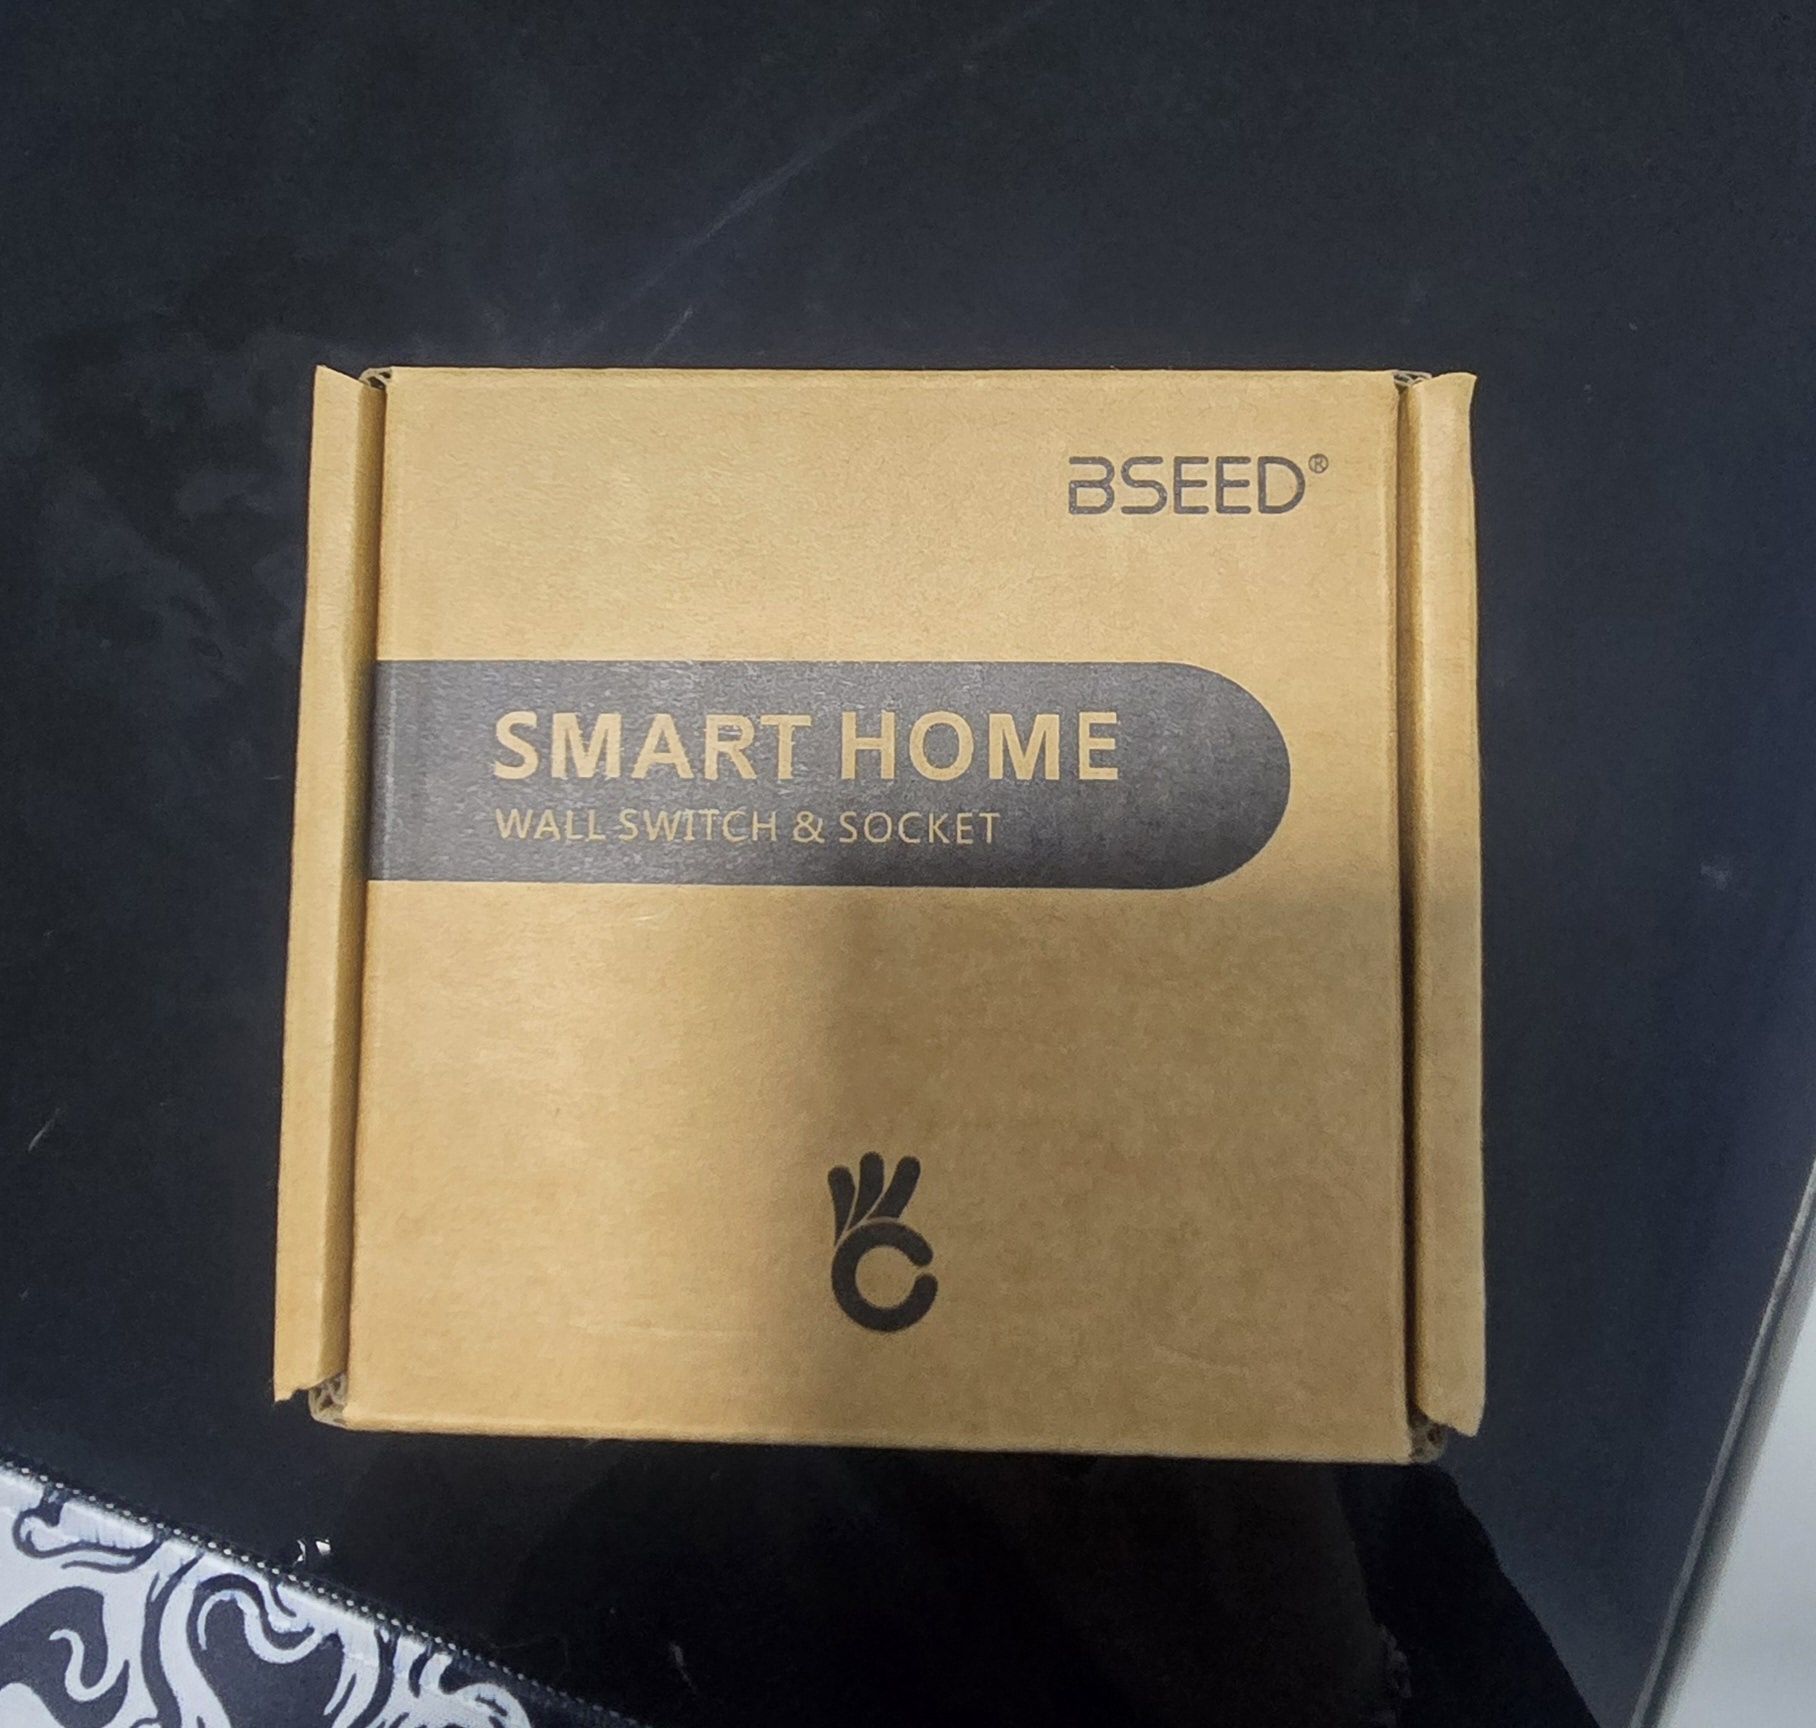 BSEED®
SMART HOME
WALL SWITCH & SOCKET